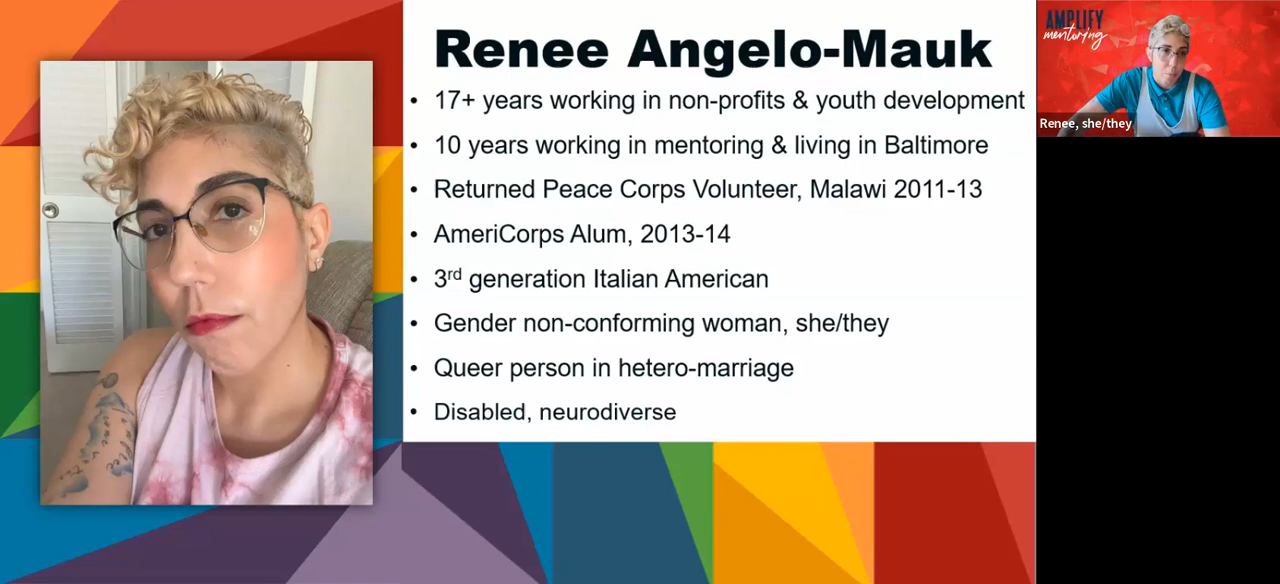 Renee Angelo-Mauk
• 17+ years working in non-profits & youth development
• 10 years working in mentoring & living in Baltimore
• Returned Peace Corps Volunteer, Malawi 2011-13
• AmeriCorps Alum, 2013-14
• 3rd generation Italian American
• Gender non-conforming woman, she/they
• Queer person in hetero-marriage
• Disabled, neurodiverse
AMPLIFY
mentoring
Renee, she/they